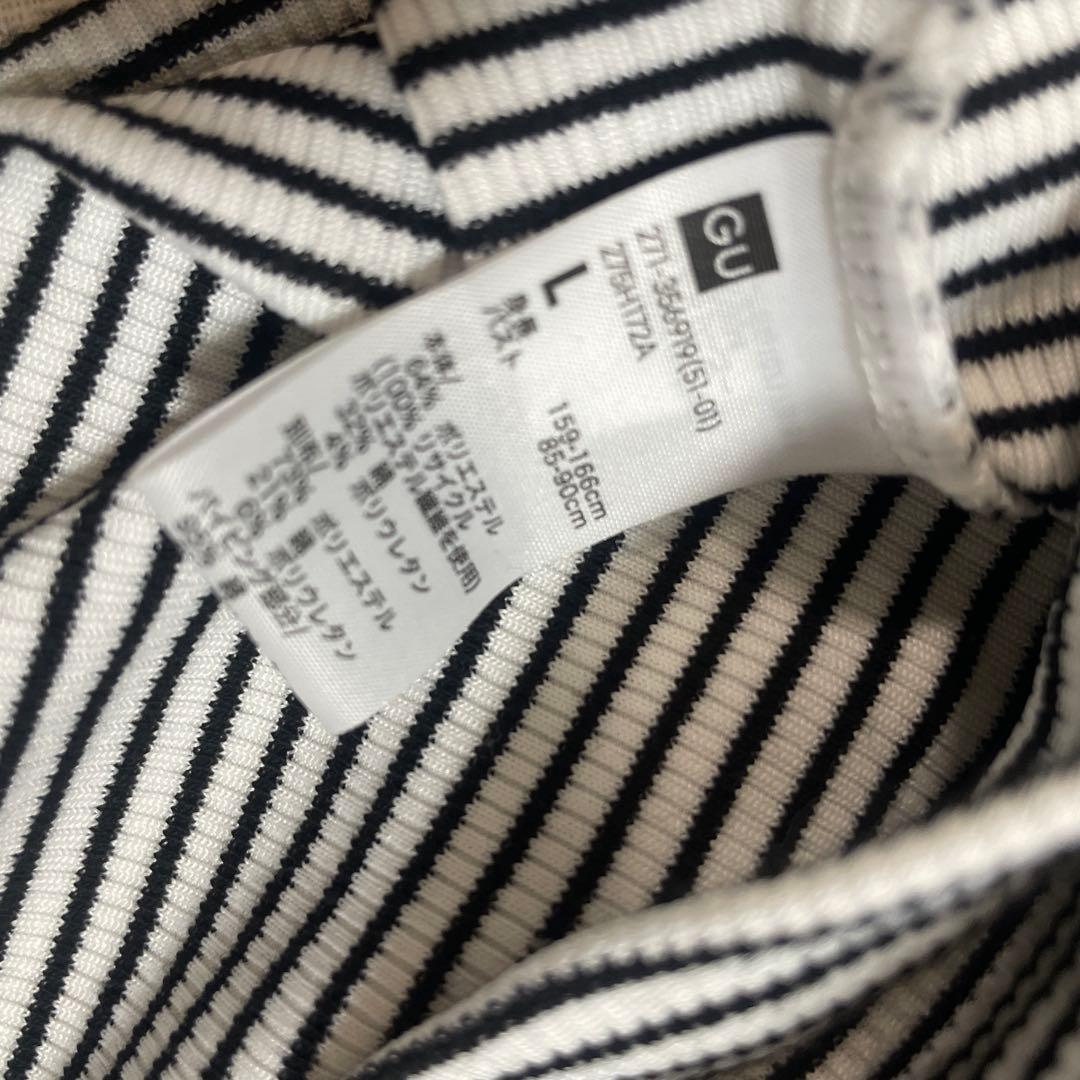 GU
271-356919(51-01)
275H172A
L
身長 159-166cm
バスト 85-90cm
本体/
64% ポリエステル
(100% リサイクル
ポリエステル繊維を使用)
32% 綿
4% ポリウレタン
別布/
21% 綿
ポリエステル
ポリウレタン
パイピング部分/
綿